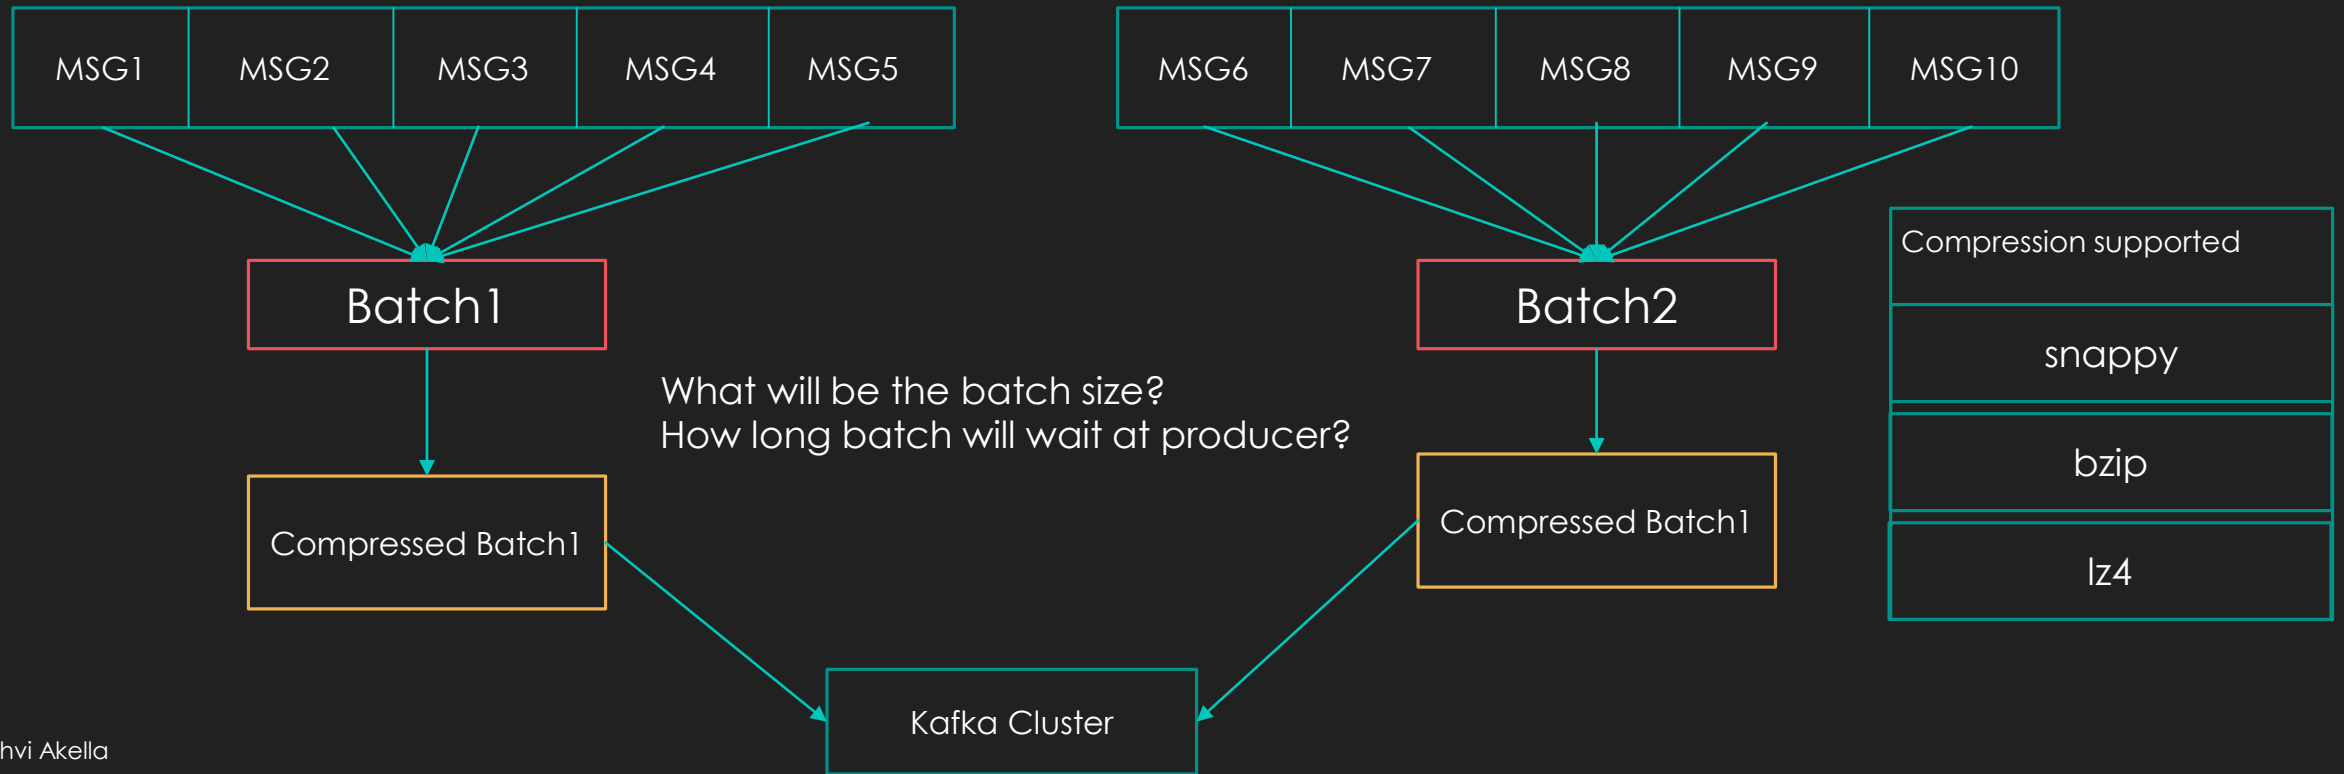 MSG1
MSG2
MSG3
MSG4
MSG5
MSG6
MSG7
MSG8
MSG9
MSG10
Batch1
Batch2
Compression supported
snappy
bzip
lz4
What will be the batch size?
How long batch will wait at producer?
Compressed Batch1
Compressed Batch1
Kafka Cluster
hvi Akella